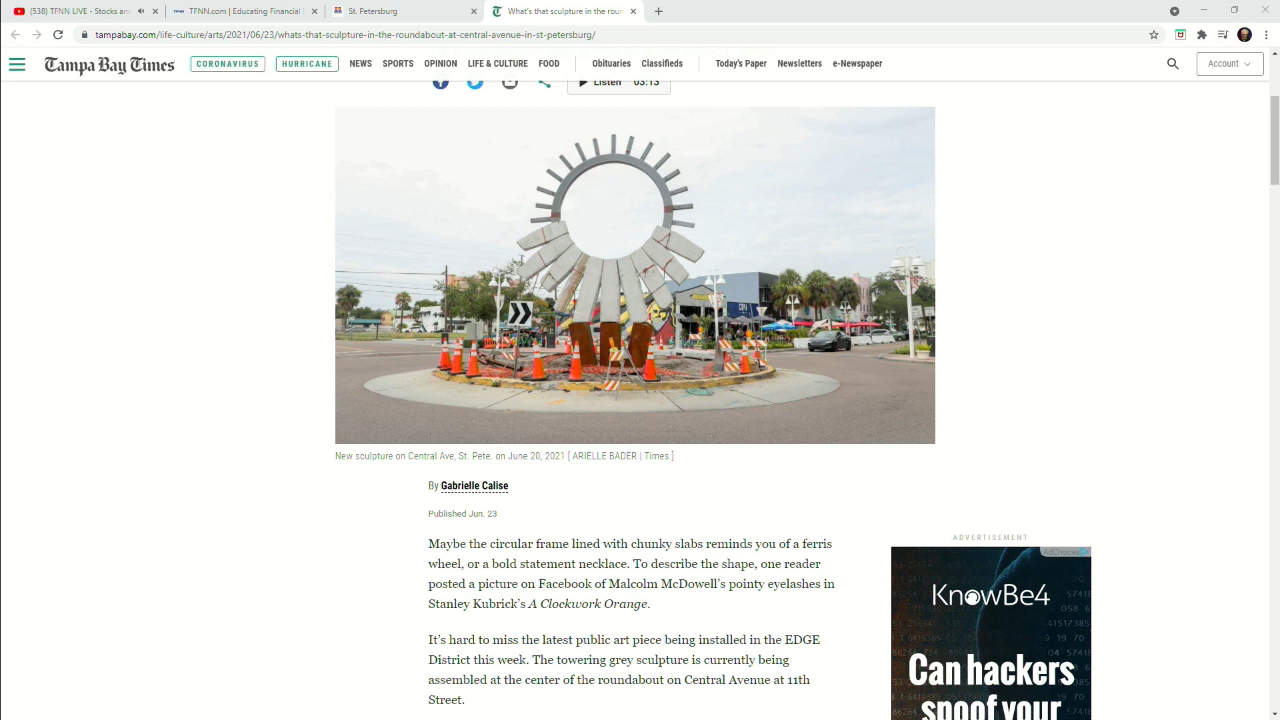 (538) TFNN LIVE - Stocks and
TFNN.com | Educating Financial
St. Petersburg
What's that sculpture in the roun
tampabay.com/life-culture/arts/2021/06/23/whats-that-sculpture-in-the-roundabout-at-central-avenue-in-st-petersburg/
Tampa Bay Times
CORONAVIRUS
HURRICANE
NEWS
SPORTS
OPINION
LIFE & CULTURE
FOOD
Obituaries
Classifieds
Today's Paper
Newsletters
e-Newspaper
Account
Listen 03:13
New sculpture on Central Ave, St. Pete. on June 20, 2021 [ ARIELLE BADER | Times ]
By Gabrielle Calise
Published Jun. 23
Maybe the circular frame lined with chunky slabs reminds you of a ferris
wheel, or a bold statement necklace. To describe the shape, one reader
posted a picture on Facebook of Malcolm McDowell's pointy eyelashes in
Stanley Kubrick's A Clockwork Orange.
It's hard to miss the latest public art piece being installed in the EDGE
District this week. The towering grey sculpture is currently being
assembled at the center of the roundabout on Central Avenue at 11th
Street.
ADVERTISEMENT
AdChoices
KnowBe4
Can hackers
spoof your